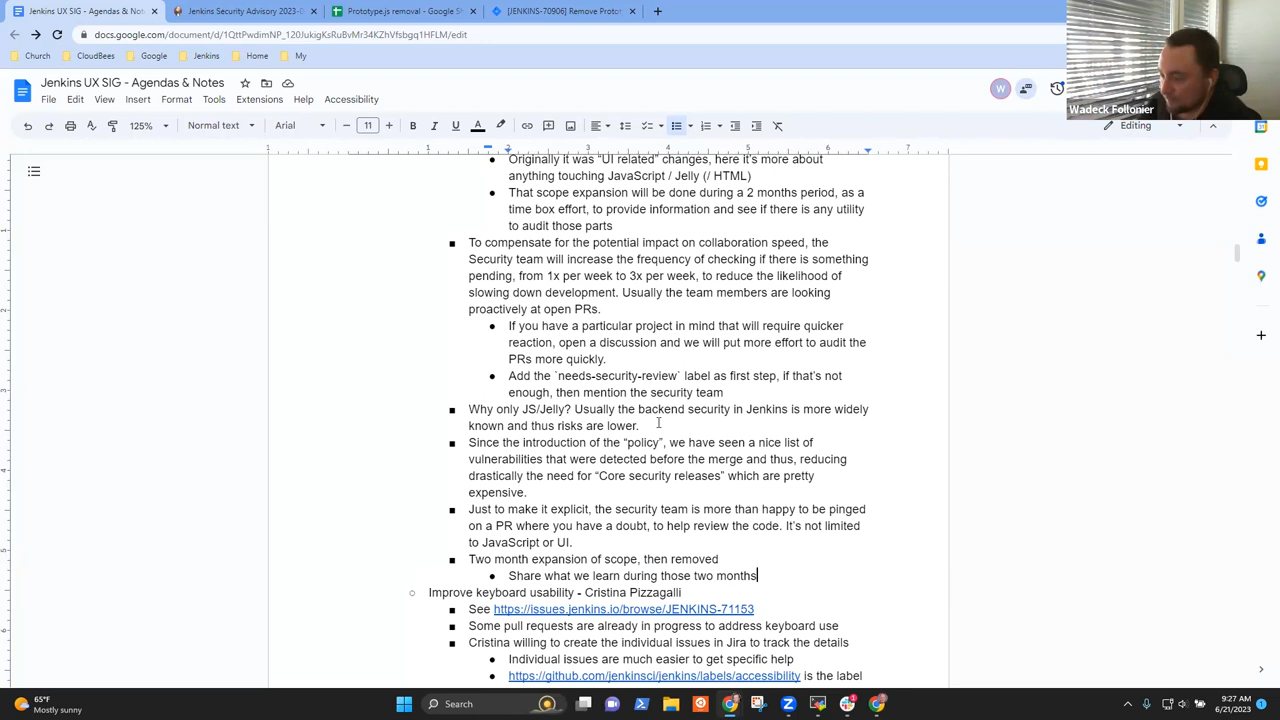 Jenkins UX SIG - Agendas & Notes
Jenkins Security Advisory 2023-
Prototype.js removal - Google Sh
[JENKINS-70906] Remove Protot
docs.google.com/document/d/
Church
CloudBees
Google
Jenkins
My
Jenkins UX SIG - Agendas & Notes
W
File Edit View Insert Format Tools Extensions Help Accessibility
Wadeck Follonier
125%
Normal text
Arial
11
Editing
1 1 2 3 4 5 6 7
Originally it was "UI related" changes, here it's more about
anything touching JavaScript / Jelly (/ HTML)
That scope expansion will be done during a 2 months period, as a
time box effort, to provide information and see if there is any utility
to audit those parts
To compensate for the potential impact on collaboration speed, the
Security team will increase the frequency of checking if there is something
pending, from 1x per week to 3x per week, to reduce the likelihood of
slowing down development. Usually the team members are looking
proactively at open PRs.
If you have a particular project in mind that will require quicker
reaction, open a discussion and we will put more effort to audit the
PRs more quickly.
Add the `needs-security-review` label as first step, if that's not
enough, then mention the security team
Why only JS/Jelly? Usually the backend security in Jenkins is more widely
known and thus risks are lower.
Since the introduction of the "policy", we have seen a nice list of
vulnerabilities that were detected before the merge and thus, reducing
drastically the need for "Core security releases" which are pretty
expensive.
Just to make it explicit, the security team is more than happy to be pinged
on a PR where you have a doubt, to help review the code. It's not limited
to JavaScript or UI.
Two month expansion of scope, then removed
Share what we learn during those two months
Improve keyboard usability - Cristina Pizzagalli
See https://issues.jenkins.io/browse/JENKINS-71153
Some pull requests are already in progress to address keyboard use
Cristina willing to create the individual issues in Jira to track the details
Individual issues are much easier to get specific help
https://github.com/jenkinsci/jenkins/labels/accessibility is the label
65°F
Mostly sunny
Search
9:27 AM
6/21/2023